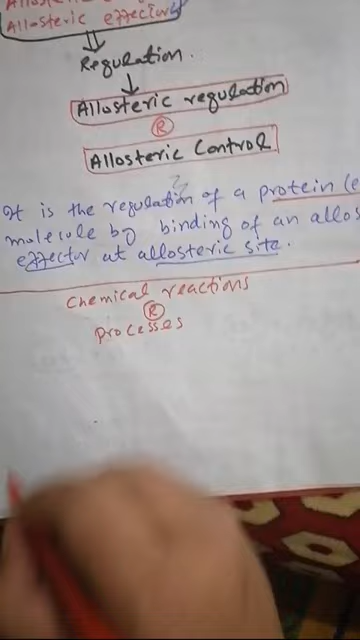 Allosteric effectors
Regulation.
Allosteric regulation
R
Allosteric Control
It is the regulation of a protein (e
molecule by binding of an allos
effector at allosteric site.
Chemical reactions
R
Processes